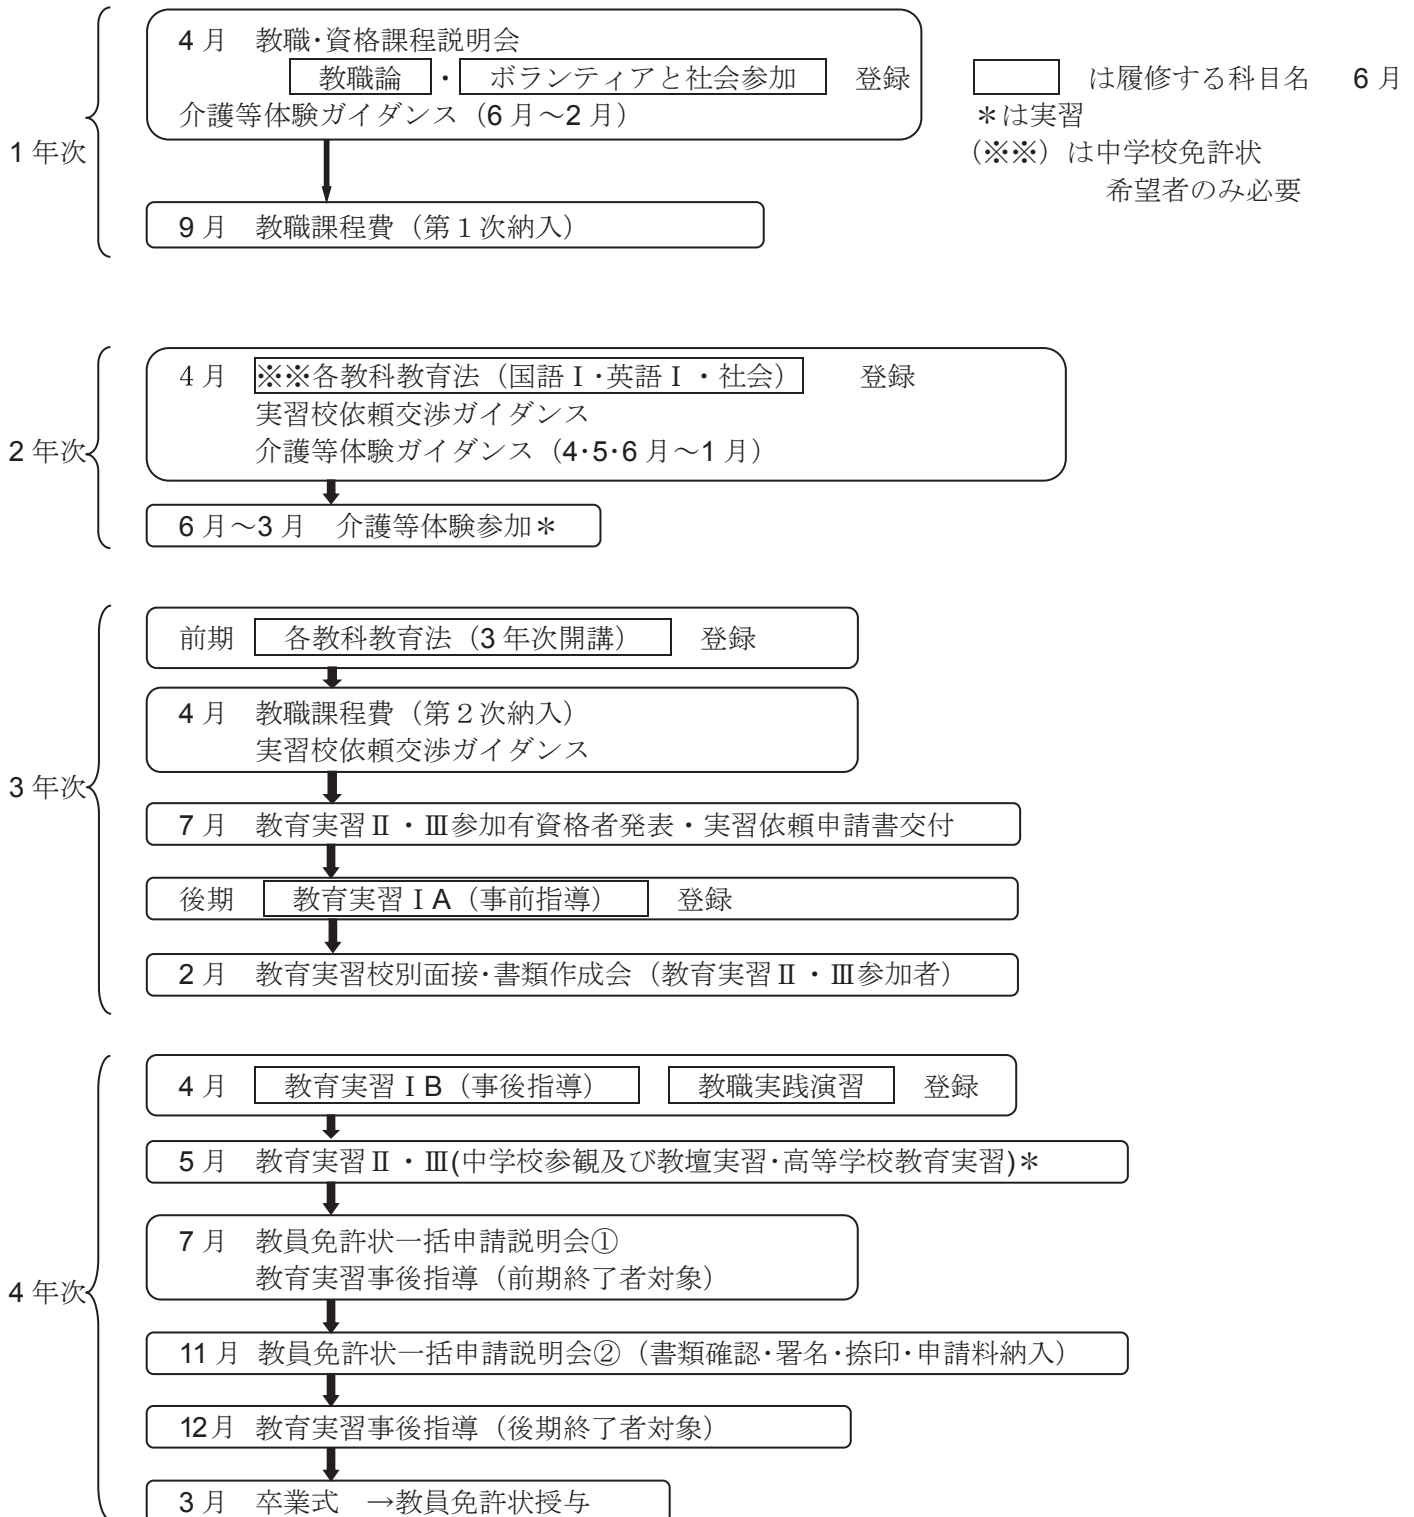 1年次
4月 教職・資格課程説明会
教職論 ・ ボランティアと社会参加 登録
介護等体験ガイダンス（6月～2月）
は履修する科目名 6月
＊は実習
（※※）は中学校免許状
希望者のみ必要
9月 教職課程費（第１次納入）
2年次
４月 ※※各教科教育法（国語Ⅰ・英語Ⅰ・社会） 登録
実習校依頼交渉ガイダンス
介護等体験ガイダンス（4・5・6月～1月）
6月～3月 介護等体験参加＊
3年次
前期 各教科教育法（3年次開講） 登録
4月 教職課程費（第２次納入）
実習校依頼交渉ガイダンス
7月 教育実習Ⅱ・Ⅲ参加有資格者発表・実習依頼申請書交付
後期 教育実習ⅠA（事前指導） 登録
2月 教育実習校別面接・書類作成会（教育実習Ⅱ・Ⅲ参加者）
4年次
4月 教育実習ⅠB（事後指導） 教職実践演習 登録
5月 教育実習Ⅱ・Ⅲ(中学校参観及び教壇実習・高等学校教育実習)＊
7月 教員免許状一括申請説明会①
教育実習事後指導（前期終了者対象）
11月 教員免許状一括申請説明会②（書類確認・署名・捺印・申請料納入）
12月 教育実習事後指導（後期終了者対象）
3月 卒業式 →教員免許状授与